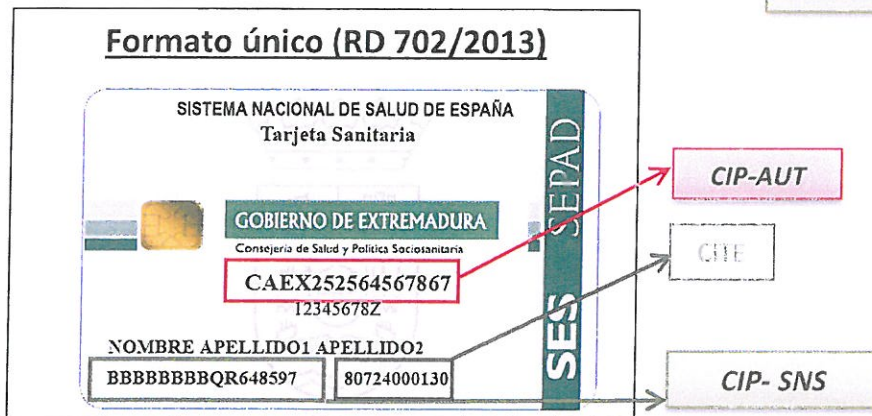 Formato único (RD 702/2013)
SISTEMA NACIONAL DE SALUD DE ESPAÑA
Tarjeta Sanitaria
GOBIERNO DE EXTREMADURA
Consejería de Salud y Política Sociosanitaria
CAEX252564567867
12345678Z
NOMBRE APELLIDO1 APELLIDO2
BBBBBBBBQR648597 80724000130
SES SEPAD
CIP-AUT
CITE
CIP- SNS